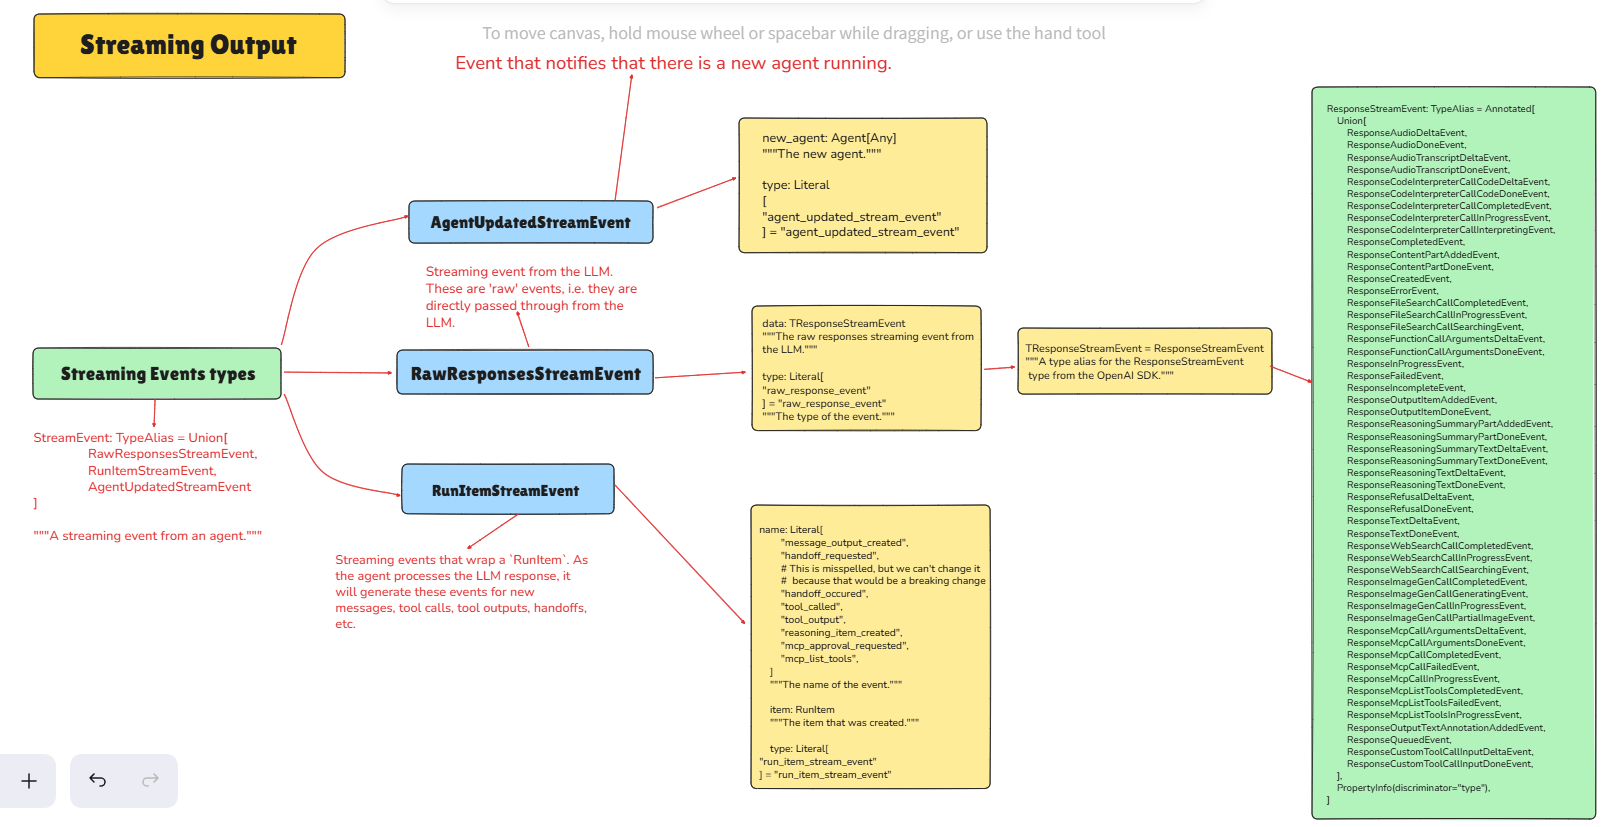 Streaming Output
To move canvas, hold mouse wheel or spacebar while dragging, or use the hand tool
Event that notifies that there is a new agent running.
AgentUpdatedStreamEvent
new_agent: Agent[Any]
"""The new agent."""
type: Literal
[
"agent_updated_stream_event"
] = "agent_updated_stream_event"
Streaming event from the LLM.
These are 'raw' events, i.e. they are
directly passed through from the
LLM.
Streaming Events types
RawResponsesStreamEvent
data: TResponseStreamEvent
"""The raw responses streaming event from
the LLM."""
type: Literal[
"raw_response_event"
] = "raw_response_event"
"""The type of the event."""
TResponseStreamEvent = ResponseStreamEvent
"""A type alias for the ResponseStreamEvent
type from the OpenAI SDK."""
StreamEvent: TypeAlias = Union[
RawResponsesStreamEvent,
RunItemStreamEvent,
AgentUpdatedStreamEvent
]
"""A streaming event from an agent."""
RunItemStreamEvent
Streaming events that wrap a `RunItem`. As
the agent processes the LLM response, it
will generate these events for new
messages, tool calls, tool outputs, handoffs,
etc.
name: Literal[
"message_output_created",
"handoff_requested",
# This is misspelled, but we can't change it
# because that would be a breaking change
"handoff_occured",
"tool_called",
"tool_output",
"reasoning_item_created",
"mcp_approval_requested",
"mcp_list_tools",
]
"""The name of the event."""
item: RunItem
"""The item that was created."""
type: Literal[
"run_item_stream_event"
] = "run_item_stream_event"
ResponseStreamEvent: TypeAlias = Annotated[
Union[
ResponseAudioDeltaEvent,
ResponseAudioDoneEvent,
ResponseAudioTranscriptDeltaEvent,
ResponseAudioTranscriptDoneEvent,
ResponseCodeInterpreterCallCodeDeltaEvent,
ResponseCodeInterpreterCallCodeDoneEvent,
ResponseCodeInterpreterCallCompletedEvent,
ResponseCodeInterpreterCallInProgressEvent,
ResponseCodeInterpreterCallInterpretingEvent,
ResponseCompletedEvent,
ResponseContentPartAddedEvent,
ResponseContentPartDoneEvent,
ResponseCreatedEvent,
ResponseErrorEvent,
ResponseFileSearchCallCompletedEvent,
ResponseFileSearchCallInProgressEvent,
ResponseFileSearchCallSearchingEvent,
ResponseFunctionCallArgumentsDeltaEvent,
ResponseFunctionCallArgumentsDoneEvent,
ResponseInProgressEvent,
ResponseFailedEvent,
ResponseIncompleteEvent,
ResponseOutputItemAddedEvent,
ResponseOutputItemDoneEvent,
ResponseReasoningSummaryPartAddedEvent,
ResponseReasoningSummaryPartDoneEvent,
ResponseReasoningSummaryTextDeltaEvent,
ResponseReasoningSummaryTextDoneEvent,
ResponseReasoningTextDeltaEvent,
ResponseReasoningTextDoneEvent,
ResponseRefusalDeltaEvent,
ResponseRefusalDoneEvent,
ResponseTextDeltaEvent,
ResponseTextDoneEvent,
ResponseWebSearchCallCompletedEvent,
ResponseWebSearchCallInProgressEvent,
ResponseWebSearchCallSearchingEvent,
ResponseImageGenCallCompletedEvent,
ResponseImageGenCallGeneratingEvent,
ResponseImageGenCallInProgressEvent,
ResponseImageGenCallPartialImageEvent,
ResponseMcpCallArgumentsDeltaEvent,
ResponseMcpCallArgumentsDoneEvent,
ResponseMcpCallCompletedEvent,
ResponseMcpCallFailedEvent,
ResponseMcpCallInProgressEvent,
ResponseMcpListToolsCompletedEvent,
ResponseMcpListToolsFailedEvent,
ResponseMcpListToolsInProgressEvent,
ResponseOutputTextAnnotationAddedEvent,
ResponseQueuedEvent,
ResponseCustomToolCallInputDeltaEvent,
ResponseCustomToolCallInputDoneEvent,
],
PropertyInfo(discriminator="type"),
]